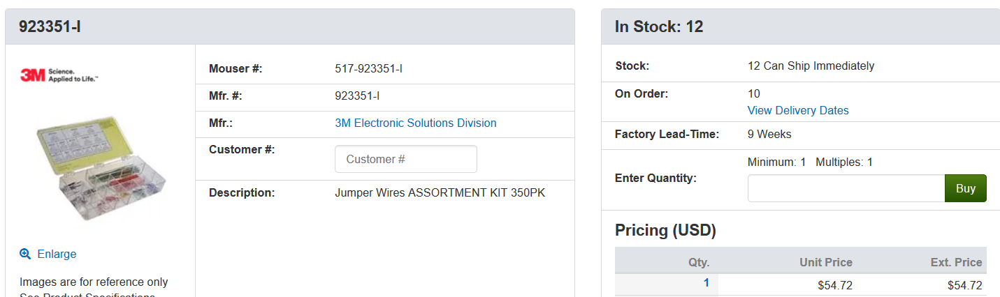 923351-I
3M Science.
Applied to Life.™
Mouser #: 517-923351-I
Mfr. #: 923351-I
Mfr.: 3M Electronic Solutions Division
Customer #: Customer #
Description: Jumper Wires ASSORTMENT KIT 350PK
Enlarge
Images are for reference only
See Product Specifications
In Stock: 12
Stock: 12 Can Ship Immediately
On Order: 10
View Delivery Dates
Factory Lead-Time: 9 Weeks
Minimum: 1 Multiples: 1
Enter Quantity: Buy
Pricing (USD)
Qty. Unit Price Ext. Price
1 $54.72 $54.72